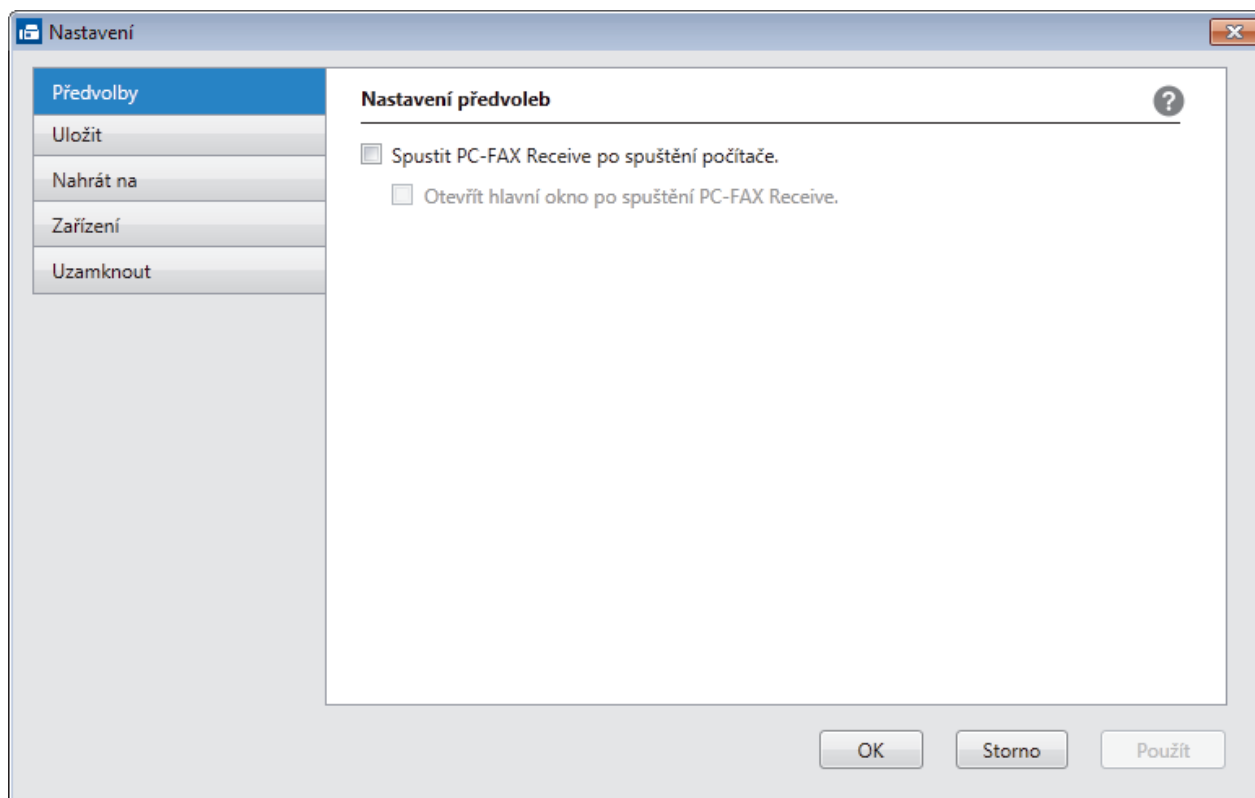 Nastavení
Předvolby
Uložit
Nahrát na
Zařízení
Uzamknout
Nastavení předvoleb
?
Spustit PC-FAX Receive po spuštění počítače.
Otevřít hlavní okno po spuštění PC-FAX Receive.
OK
Storno
Použít